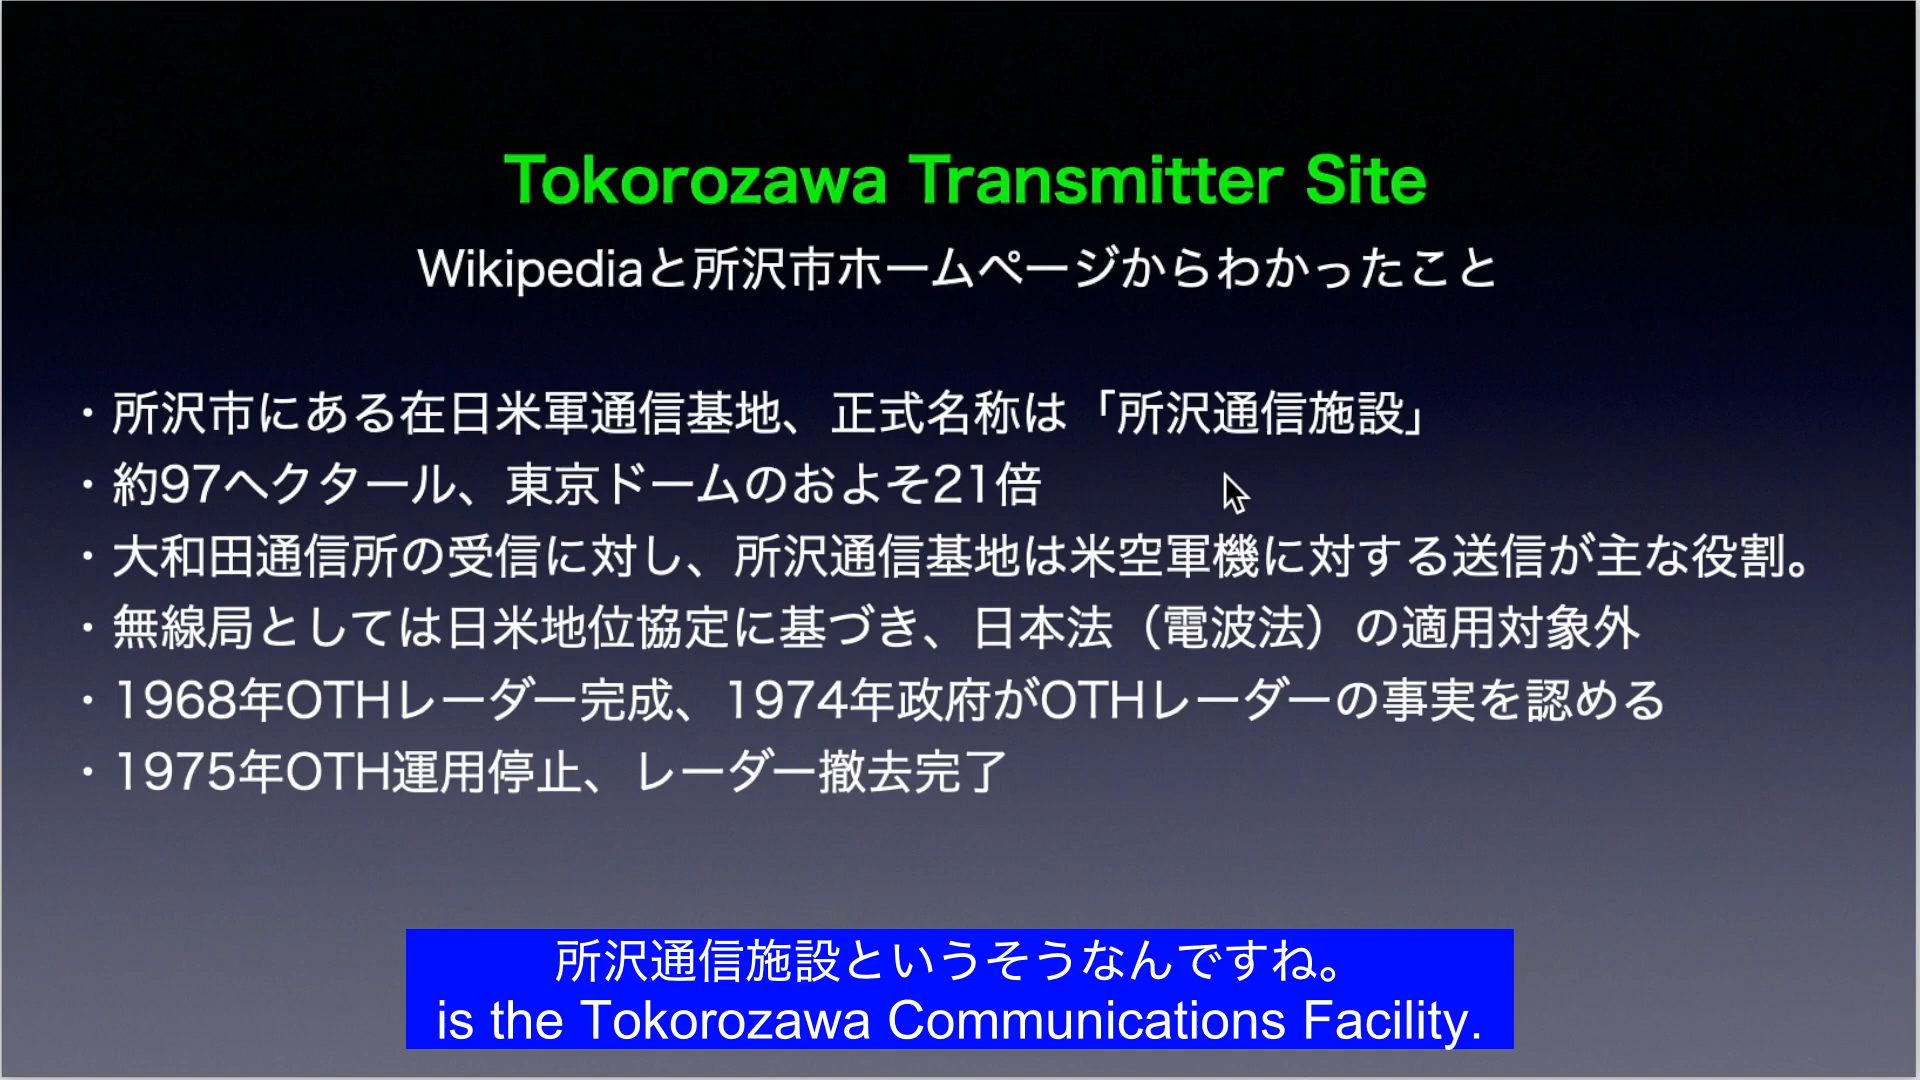 Tokorozawa Transmitter Site
Wikipediaと所沢市ホームページからわかったこと
・所沢市にある在日米軍通信基地、正式名称は「所沢通信施設」
・約97ヘクタール、東京ドームのおよそ21倍
・大和田通信所の受信に対し、所沢通信基地は米空軍機に対する送信が主な役割。
・無線局としては日米地位協定に基づき、日本法（電波法）の適用対象外
・1968年OTHレーダー完成、1974年政府がOTHレーダーの事実を認める
・1975年OTH運用停止、レーダー撤去完了
所沢通信施設というそうなんですね。
is the Tokorozawa Communications Facility.